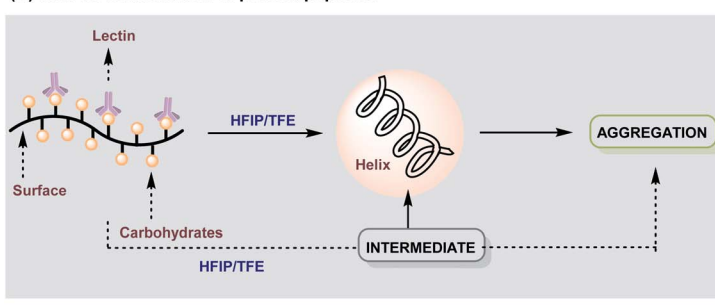 Lectin
HFIP/TFE
AGGREGATION
Helix
Surface
Carbohydrates
INTERMEDIATE
HFIP/TFE